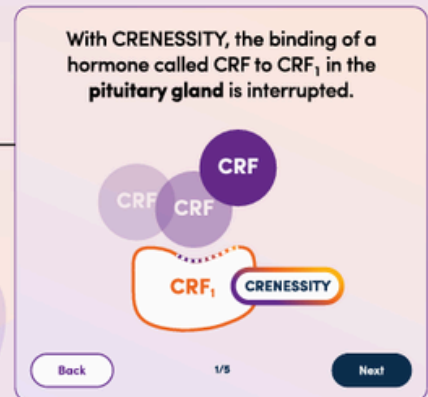 With CRENESSITY, the binding of a
hormone called CRF to CRF₁ in the
pituitary gland is interrupted.
CRF
CRF
CRF
CRF₁
CRENESSITY
Back
1/5
Next